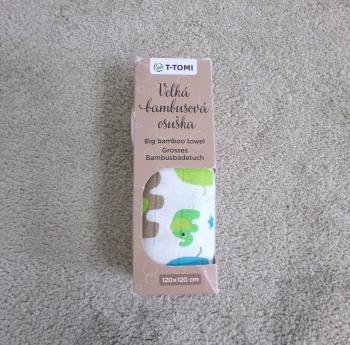 T-TOMI
Velká
bambusová
osuška
Big bamboo towel
Grosses
Bambusbadetuch
120x120 cm